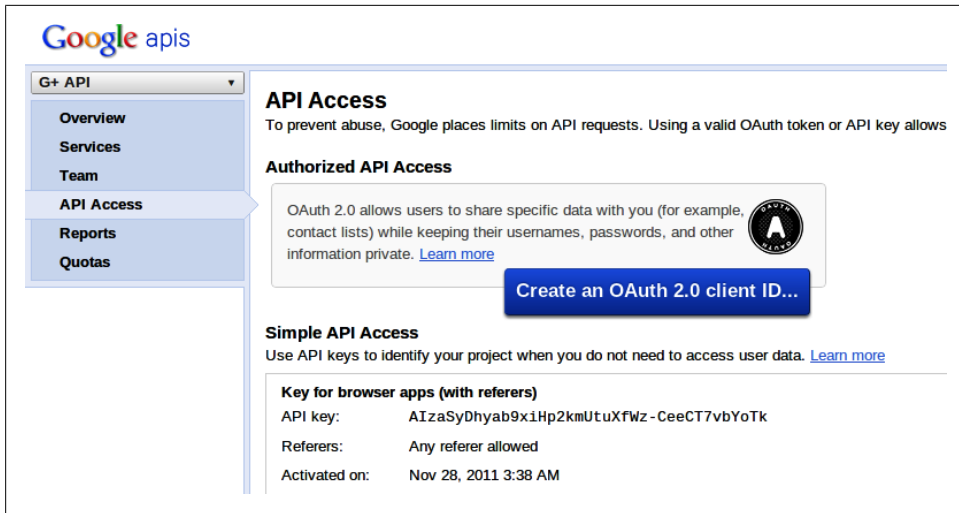 Google apis
G+ API
Overview
Services
Team
API Access
Reports
Quotas
API Access
To prevent abuse, Google places limits on API requests. Using a valid OAuth token or API key allows
Authorized API Access
OAuth 2.0 allows users to share specific data with you (for example,
contact lists) while keeping their usernames, passwords, and other
information private. Learn more
OAUTH
A
OAUTH
Create an OAuth 2.0 client ID...
Simple API Access
Use API keys to identify your project when you do not need to access user data. Learn more
Key for browser apps (with referers)
API key: AIzaSyDhyab9xiHp2kmUtuXfWz-CeeCT7vbYoTk
Referers: Any referer allowed
Activated on: Nov 28, 2011 3:38 AM